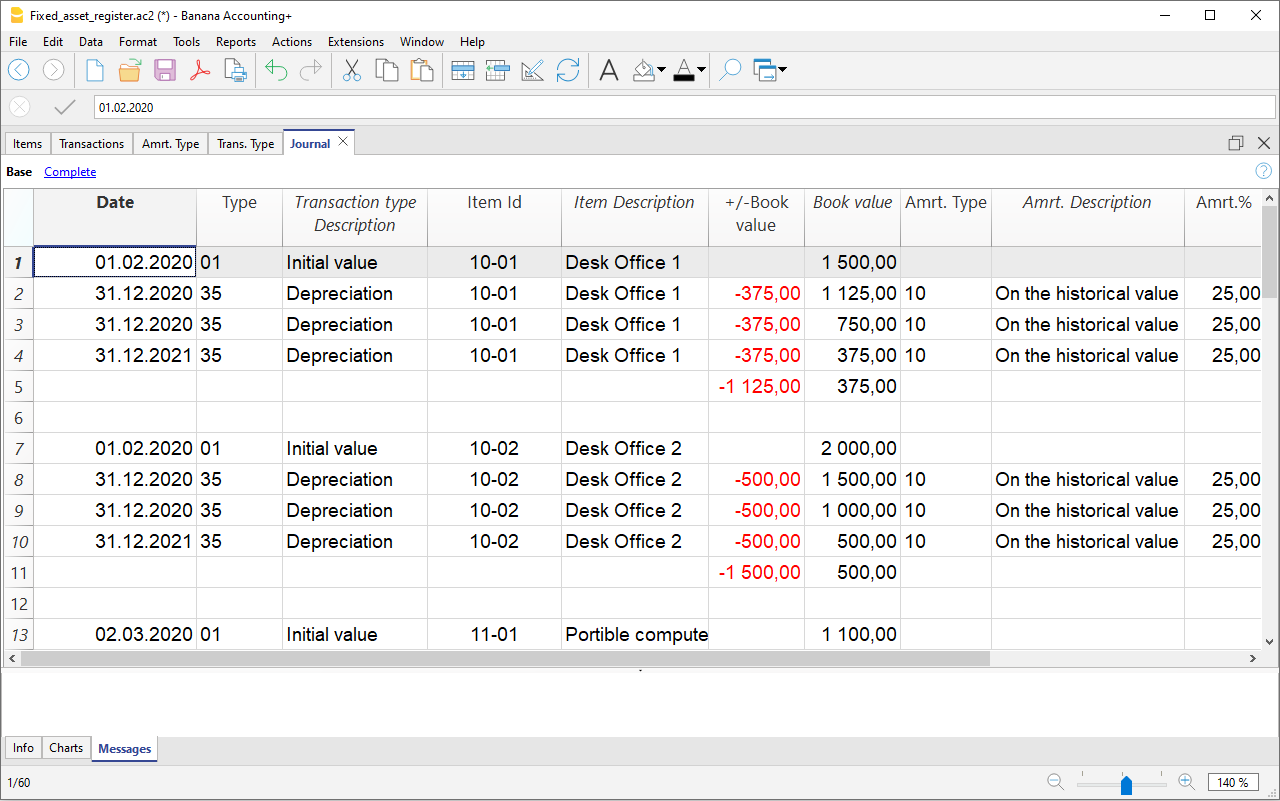 Fixed_asset_register.ac2 (*) - Banana Accounting+
File Edit Data Format Tools Reports Actions Extensions Window Help
01.02.2020
Items Transactions Amrt. Type Trans. Type Journal
Base Complete
Date Type Transaction type Description Item Id Item Description +/-Book value Book value Amrt. Type Amrt. Description Amrt.%
1 01.02.2020 01 Initial value 10-01 Desk Office 1 1 500,00
2 31.12.2020 35 Depreciation 10-01 Desk Office 1 -375,00 1 125,00 10 On the historical value 25,00
3 31.12.2020 35 Depreciation 10-01 Desk Office 1 -375,00 750,00 10 On the historical value 25,00
4 31.12.2021 35 Depreciation 10-01 Desk Office 1 -375,00 375,00 10 On the historical value 25,00
5 -1 125,00 375,00
6
7 01.02.2020 01 Initial value 10-02 Desk Office 2 2 000,00
8 31.12.2020 35 Depreciation 10-02 Desk Office 2 -500,00 1 500,00 10 On the historical value 25,00
9 31.12.2020 35 Depreciation 10-02 Desk Office 2 -500,00 1 000,00 10 On the historical value 25,00
10 31.12.2021 35 Depreciation 10-02 Desk Office 2 -500,00 500,00 10 On the historical value 25,00
11 -1 500,00 500,00
12
13 02.03.2020 01 Initial value 11-01 Portible compute 1 100,00
Info Charts Messages
1/60 140 %